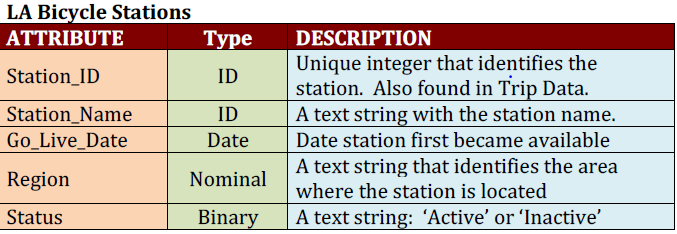 LA Bicycle Stations
ATTRIBUTE Type DESCRIPTION
Station_ID ID Unique integer that identifies the
station.  Also found in Trip Data.
Station_Name ID A text string with the station name.
Go_Live_Date Date Date station first became available
Region Nominal A text string that identifies the area
where the station is located
Status Binary A text string:  ‘Active’ or ‘Inactive’